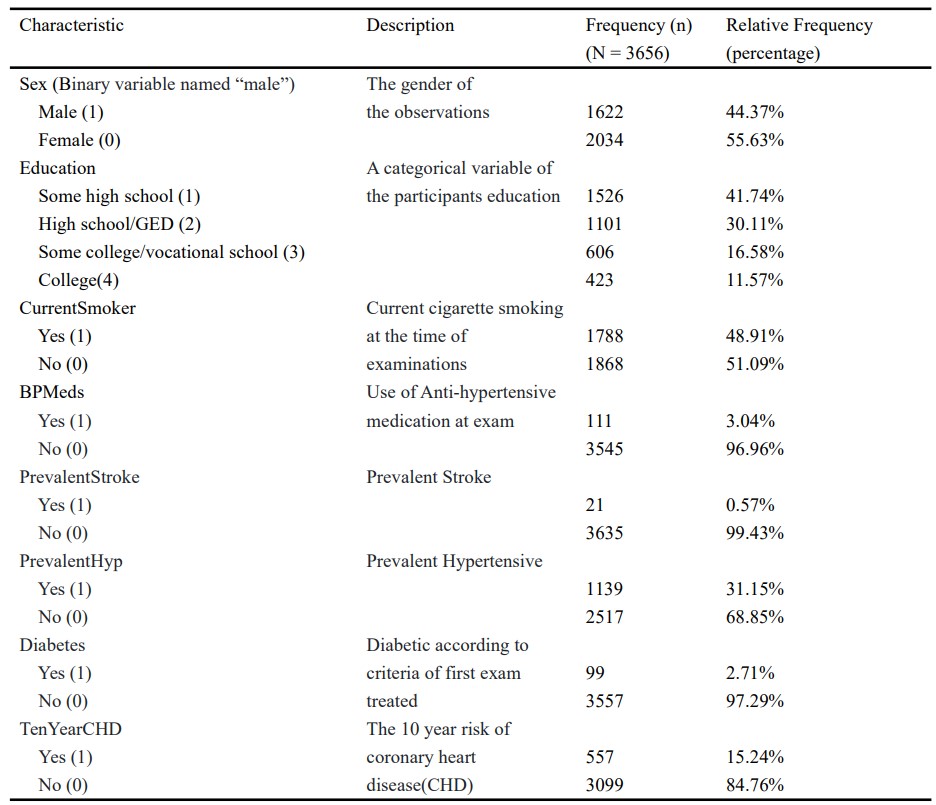 Characteristic Description Frequency (n) Relative Frequency
(N = 3656) (percentage)
Sex (Binary variable named “male”) The gender of
Male (1) the observations 1622 44.37%
Female (0) 2034 55.63%
Education A categorical variable of
Some high school (1) the participants education 1526 41.74%
High school/GED (2) 1101 30.11%
Some college/vocational school (3) 606 16.58%
College(4) 423 11.57%
CurrentSmoker Current cigarette smoking
Yes (1) at the time of 1788 48.91%
No (0) examinations 1868 51.09%
BPMeds Use of Anti-hypertensive
Yes (1) medication at exam 111 3.04%
No (0) 3545 96.96%
PrevalentStroke Prevalent Stroke
Yes (1) 21 0.57%
No (0) 3635 99.43%
PrevalentHyp Prevalent Hypertensive
Yes (1) 1139 31.15%
No (0) 2517 68.85%
Diabetes Diabetic according to
Yes (1) criteria of first exam 99 2.71%
No (0) treated 3557 97.29%
TenYearCHD The 10 year risk of
Yes (1) coronary heart 557 15.24%
No (0) disease(CHD) 3099 84.76%